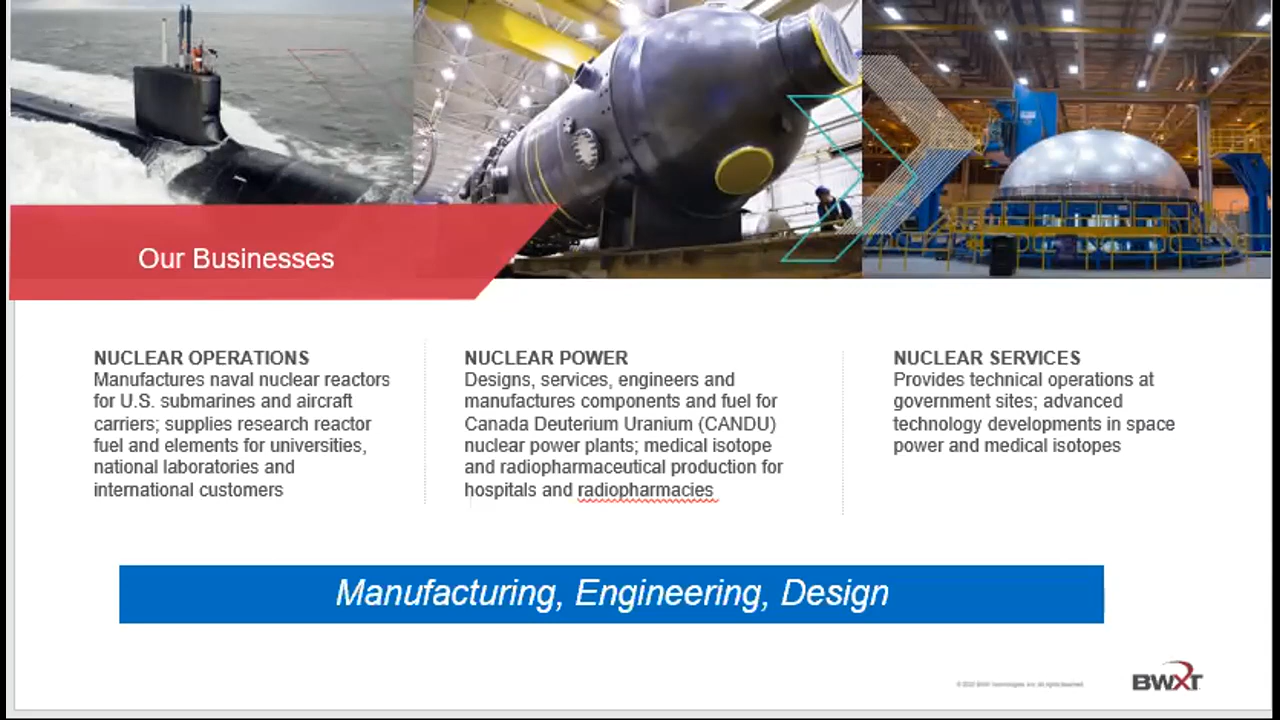 Our Businesses
NUCLEAR OPERATIONS
Manufactures naval nuclear reactors
for U.S. submarines and aircraft
carriers; supplies research reactor
fuel and elements for universities,
national laboratories and
international customers
NUCLEAR POWER
Designs, services, engineers and
manufactures components and fuel for
Canada Deuterium Uranium (CANDU)
nuclear power plants; medical isotope
and radiopharmaceutical production for
hospitals and radiopharmacies
NUCLEAR SERVICES
Provides technical operations at
government sites; advanced
technology developments in space
power and medical isotopes
Manufacturing, Engineering, Design
BWXT